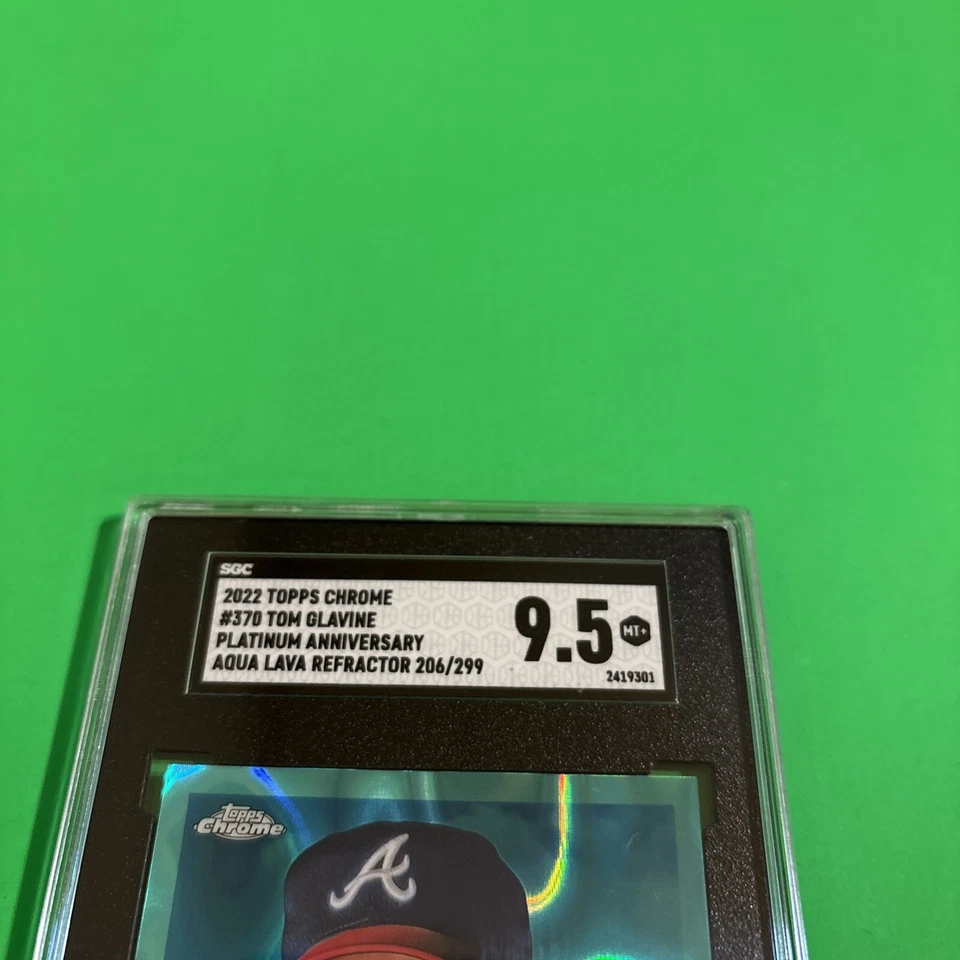 SGC
2022 TOPPS CHROME
#370 TOM GLAVINE
PLATINUM ANNIVERSARY
AQUA LAVA REFRACTOR 206/299
9.5
MT+
2419301
topps
Chrome
A